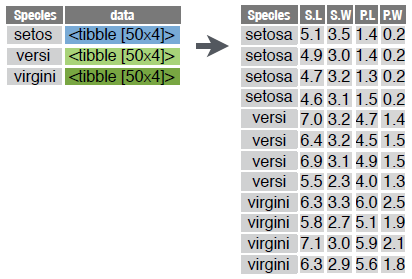 Species data
setos <tibble [50x4]>
versi <tibble [50x4]>
virgini <tibble [50x4]>
Species S.L S.W P.L P.W
setosa 5.1 3.5 1.4 0.2
setosa 4.9 3.0 1.4 0.2
setosa 4.7 3.2 1.3 0.2
setosa 4.6 3.1 1.5 0.2
versi 7.0 3.2 4.7 1.4
versi 6.4 3.2 4.5 1.5
versi 6.9 3.1 4.9 1.5
versi 5.5 2.3 4.0 1.3
virgini 6.3 3.3 6.0 2.5
virgini 5.8 2.7 5.1 1.9
virgini 7.1 3.0 5.9 2.1
virgini 6.3 2.9 5.6 1.8